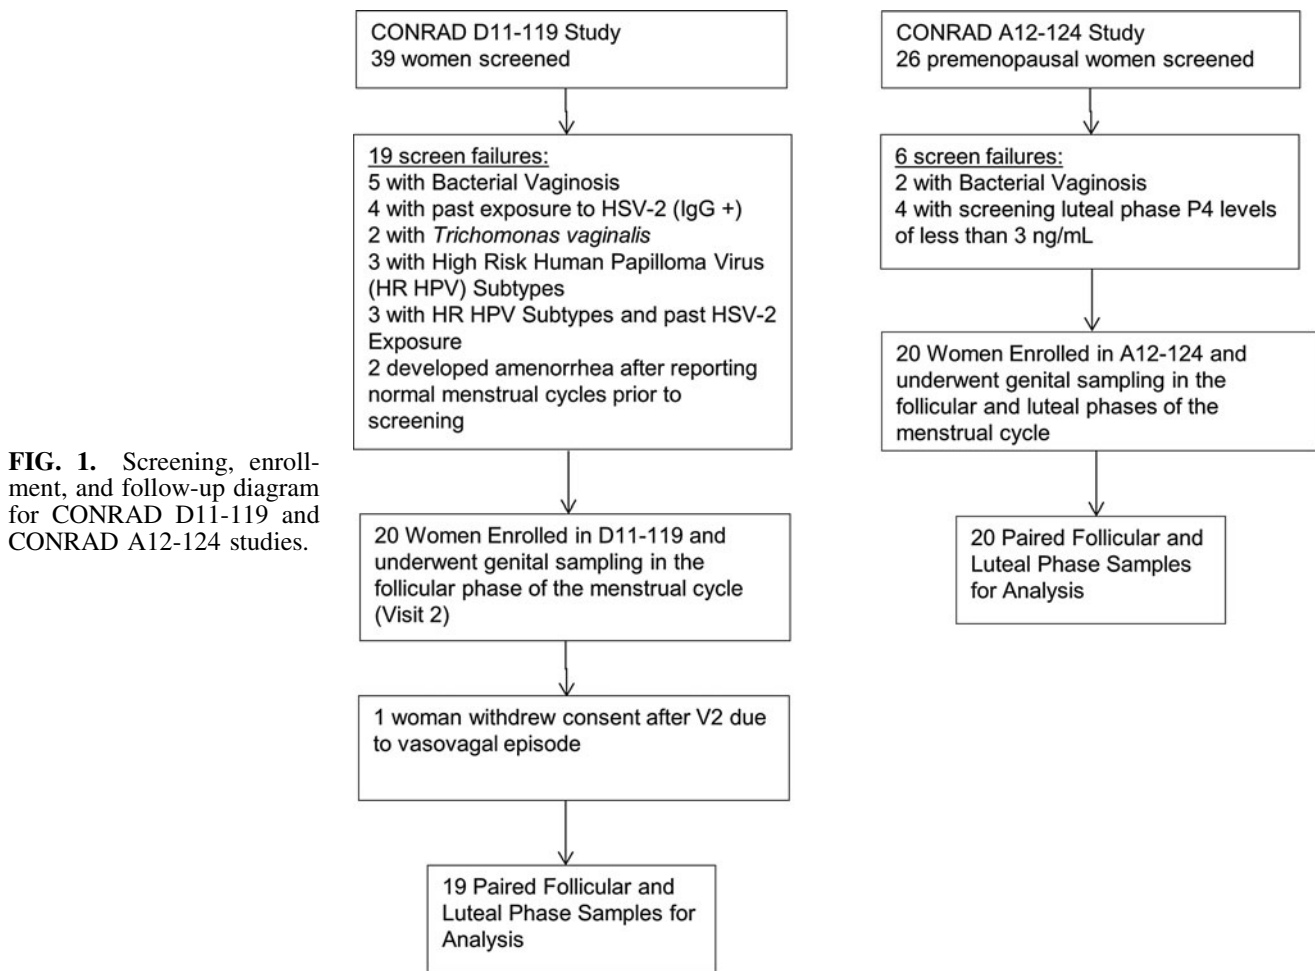 CONRAD D11-119 Study
39 women screened
19 screen failures:
5 with Bacterial Vaginosis
4 with past exposure to HSV-2 (IgG +)
2 with Trichomonas vaginalis
3 with High Risk Human Papilloma Virus
(HR HPV) Subtypes
3 with HR HPV Subtypes and past HSV-2
Exposure
2 developed amenorrhea after reporting
normal menstrual cycles prior to
screening
20 Women Enrolled in D11-119 and
underwent genital sampling in the
follicular phase of the menstrual cycle
(Visit 2)
1 woman withdrew consent after V2 due
to vasovagal episode
19 Paired Follicular and
Luteal Phase Samples for
Analysis
CONRAD A12-124 Study
26 premenopausal women screened
6 screen failures:
2 with Bacterial Vaginosis
4 with screening luteal phase P4 levels
of less than 3 ng/mL
20 Women Enrolled in A12-124 and
underwent genital sampling in the
follicular and luteal phases of the
menstrual cycle
20 Paired Follicular and
Luteal Phase Samples
for Analysis
FIG. 1. Screening, enroll-
ment, and follow-up diagram
for CONRAD D11-119 and
CONRAD A12-124 studies.